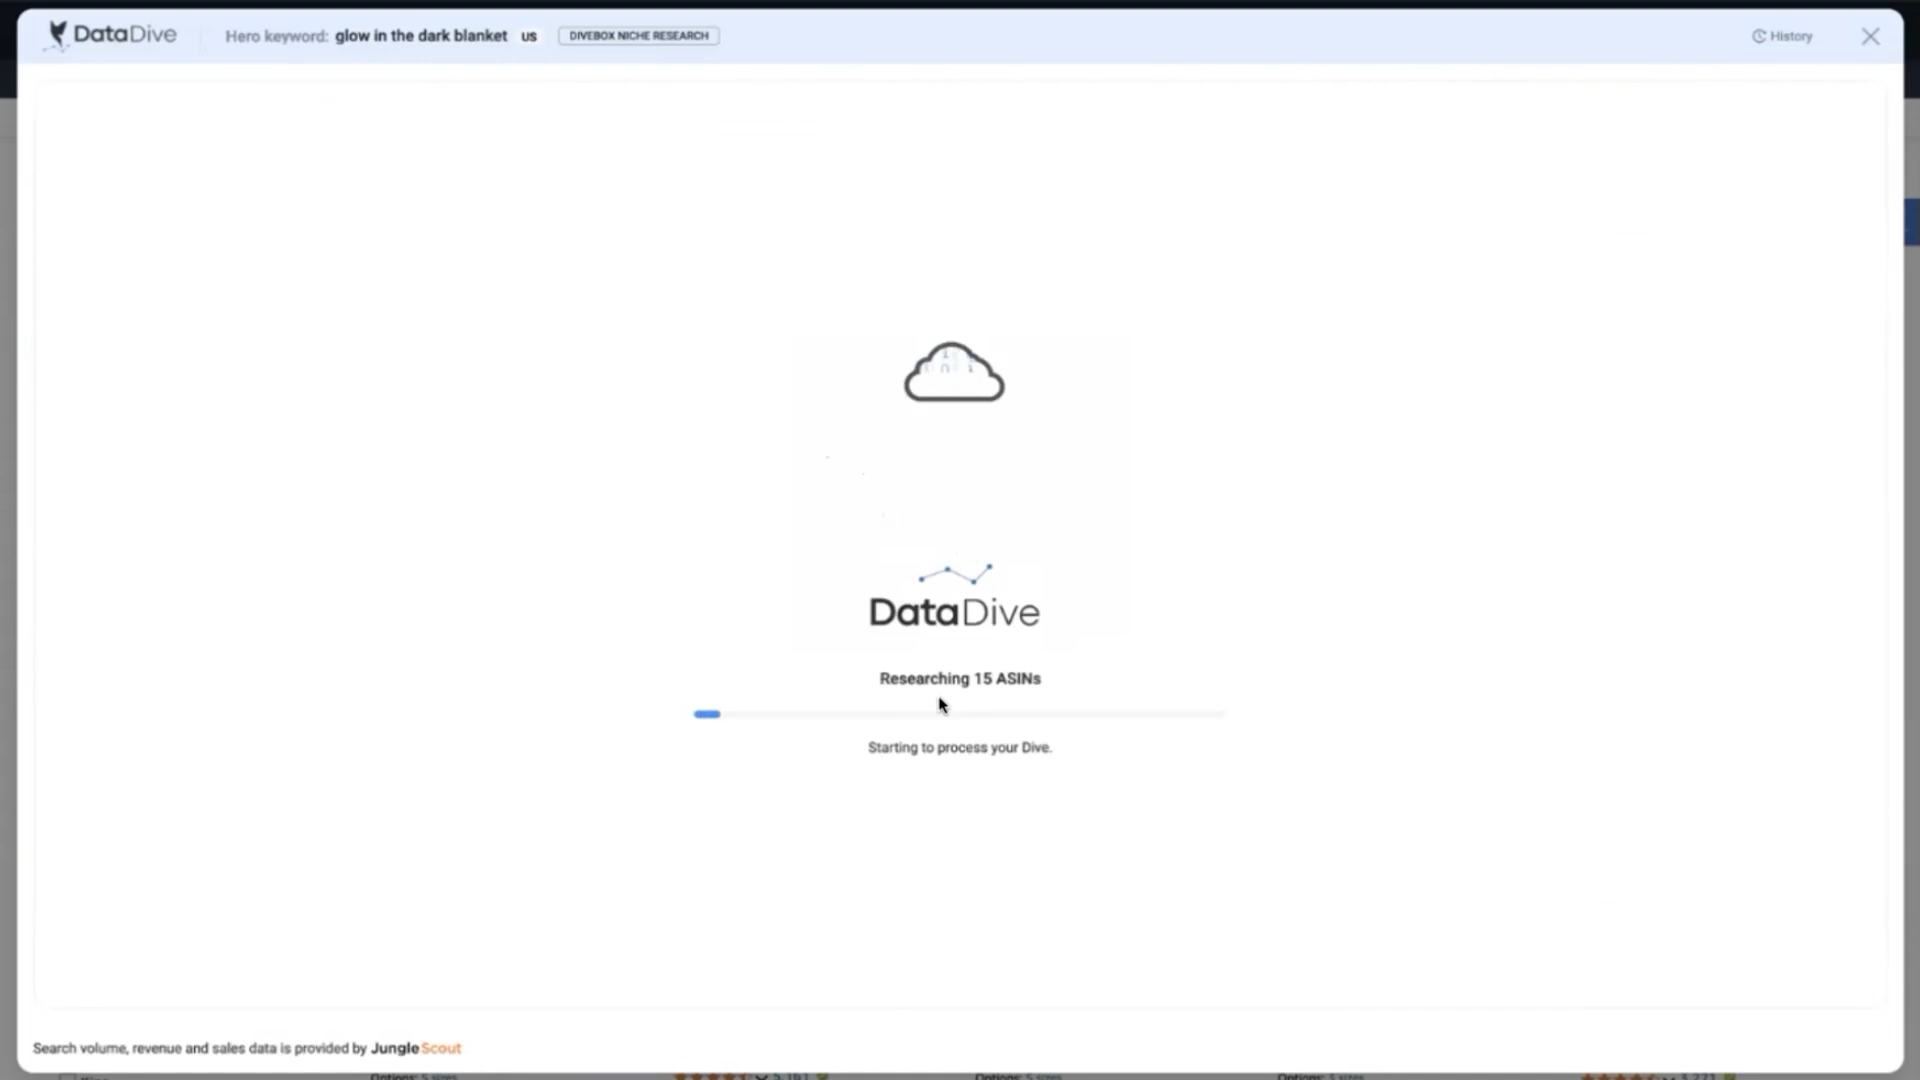 DataDive
Hero keyword: glow in the dark blanket US
DIVEBOX NICHE RESEARCH
History
DataDive
Researching 15 ASINs
Starting to process your Dive.
Search volume, revenue and sales data is provided by Jungle Scout